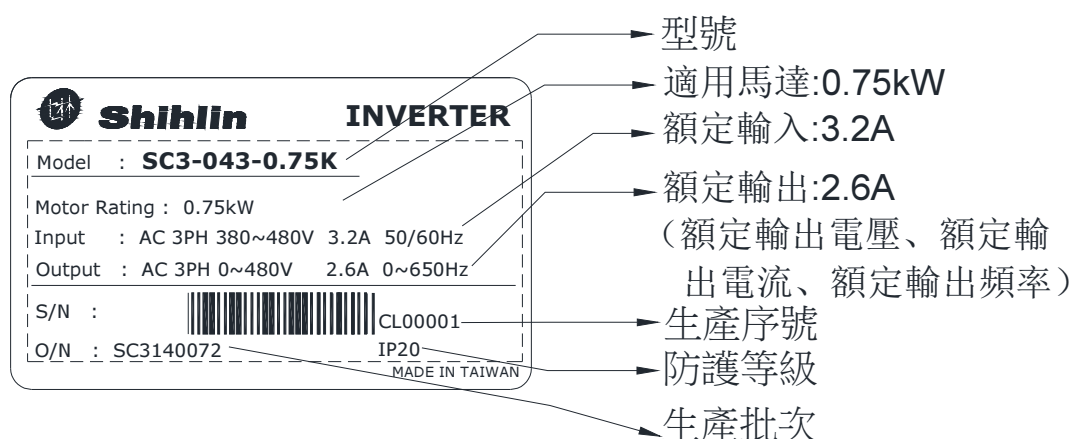 Shihlin INVERTER
Model : SC3-043-0.75K
Motor Rating : 0.75kW
Input : AC 3PH 380~480V 3.2A 50/60Hz
Output : AC 3PH 0~480V 2.6A 0~650Hz
S/N :
CL00001
O/N : SC3140072 IP20
MADE IN TAIWAN
型號
適用馬達:0.75kW
額定輸入:3.2A
額定輸出:2.6A
（額定輸出電壓、額定輸
出電流、額定輸出頻率）
生產序號
防護等級
生產批次